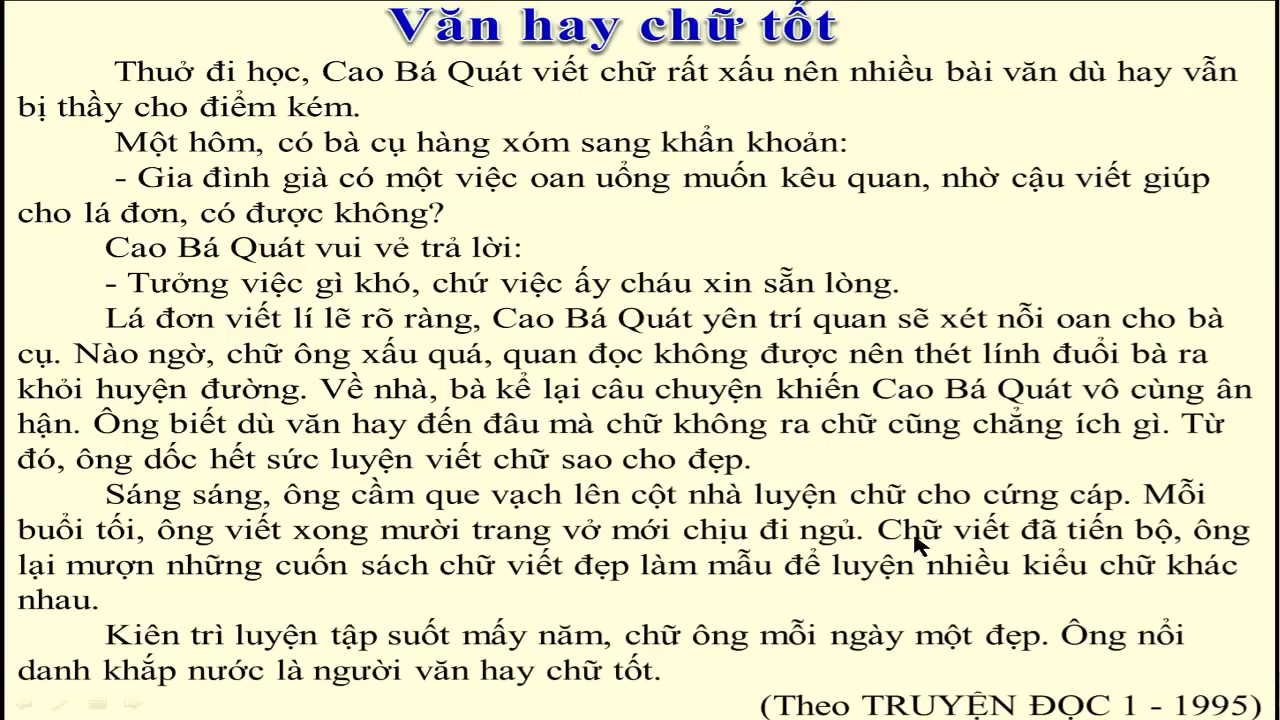 Văn hay chữ tốt
Thuở đi học, Cao Bá Quát viết chữ rất xấu nên nhiều bài văn dù hay vẫn
bị thầy cho điểm kém.
Một hôm, có bà cụ hàng xóm sang khẩn khoản:
- Gia đình già có một việc oan uổng muốn kêu quan, nhờ cậu viết giúp
cho lá đơn, có được không?
Cao Bá Quát vui vẻ trả lời:
- Tưởng việc gì khó, chứ việc ấy cháu xin sẵn lòng.
Lá đơn viết lí lẽ rõ ràng, Cao Bá Quát yên trí quan sẽ xét nỗi oan cho bà
cụ. Nào ngờ, chữ ông xấu quá, quan đọc không được nên thét lính đuổi bà ra
khỏi huyện đường. Về nhà, bà kể lại câu chuyện khiến Cao Bá Quát vô cùng ân
hận. Ông biết dù văn hay đến đâu mà chữ không ra chữ cũng chẳng ích gì. Từ
đó, ông dốc hết sức luyện viết chữ sao cho đẹp.
Sáng sáng, ông cầm que vạch lên cột nhà luyện chữ cho cứng cáp. Mỗi
buổi tối, ông viết xong mười trang vở mới chịu đi ngủ. Chữ viết đã tiến bộ, ông
lại mượn những cuốn sách chữ viết đẹp làm mẫu để luyện nhiều kiểu chữ khác
nhau.
Kiên trì luyện tập suốt mấy năm, chữ ông mỗi ngày một đẹp. Ông nổi
danh khắp nước là người văn hay chữ tốt.
(Theo TRUYỆN ĐỌC 1 - 1995)